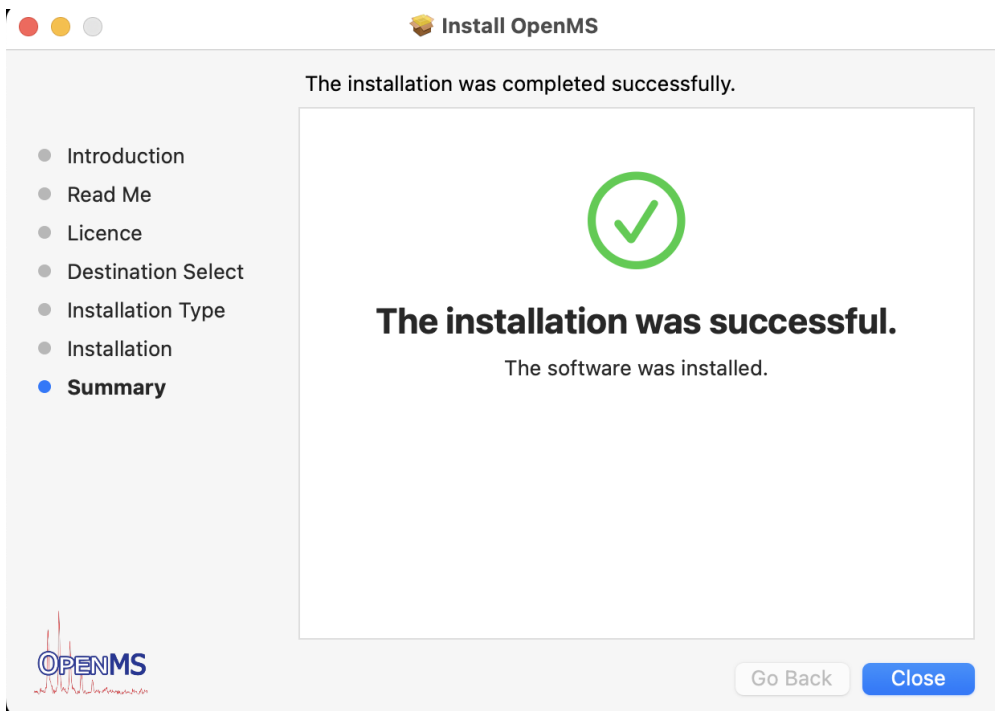 Install OpenMS
The installation was completed successfully.
Introduction
Read Me
Licence
Destination Select
Installation Type
Installation
Summary
The installation was successful.
The software was installed.
OPENMS
Go Back
Close